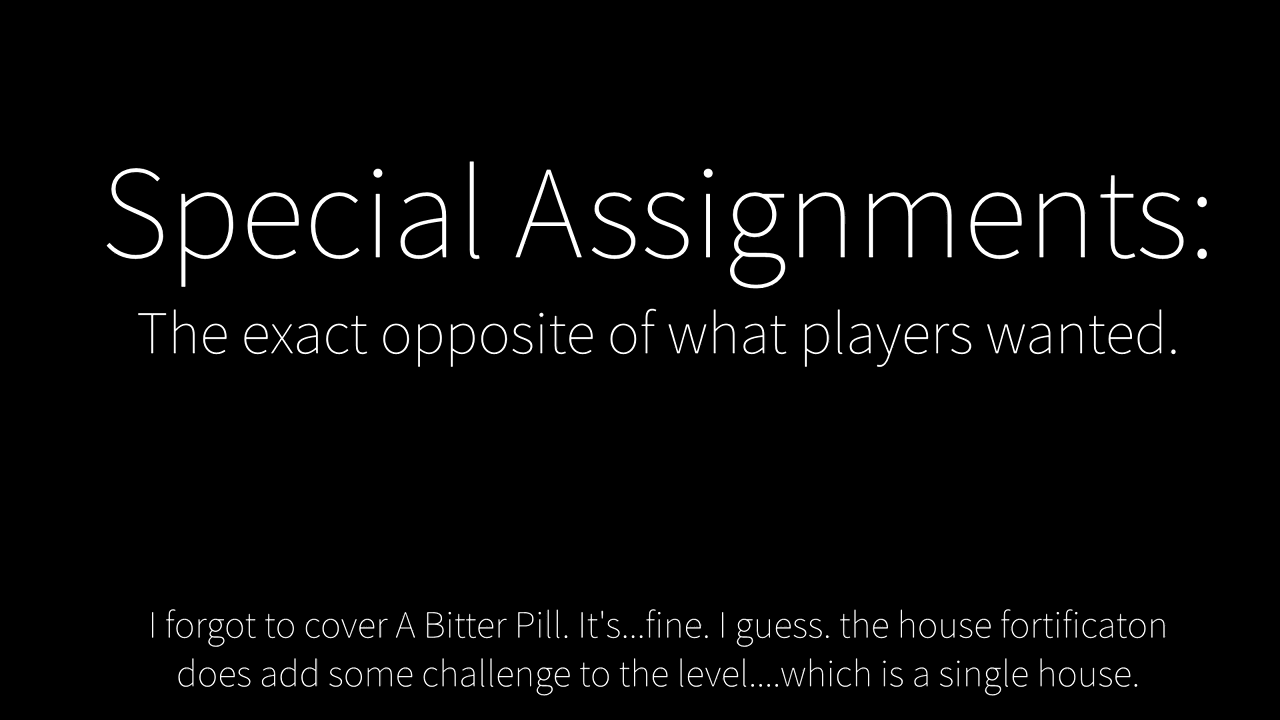 Special Assignments:
The exact opposite of what players wanted.
I forgot to cover A Bitter Pill. It's...fine. I guess. the house fortificaton
does add some challenge to the level....which is a single house.